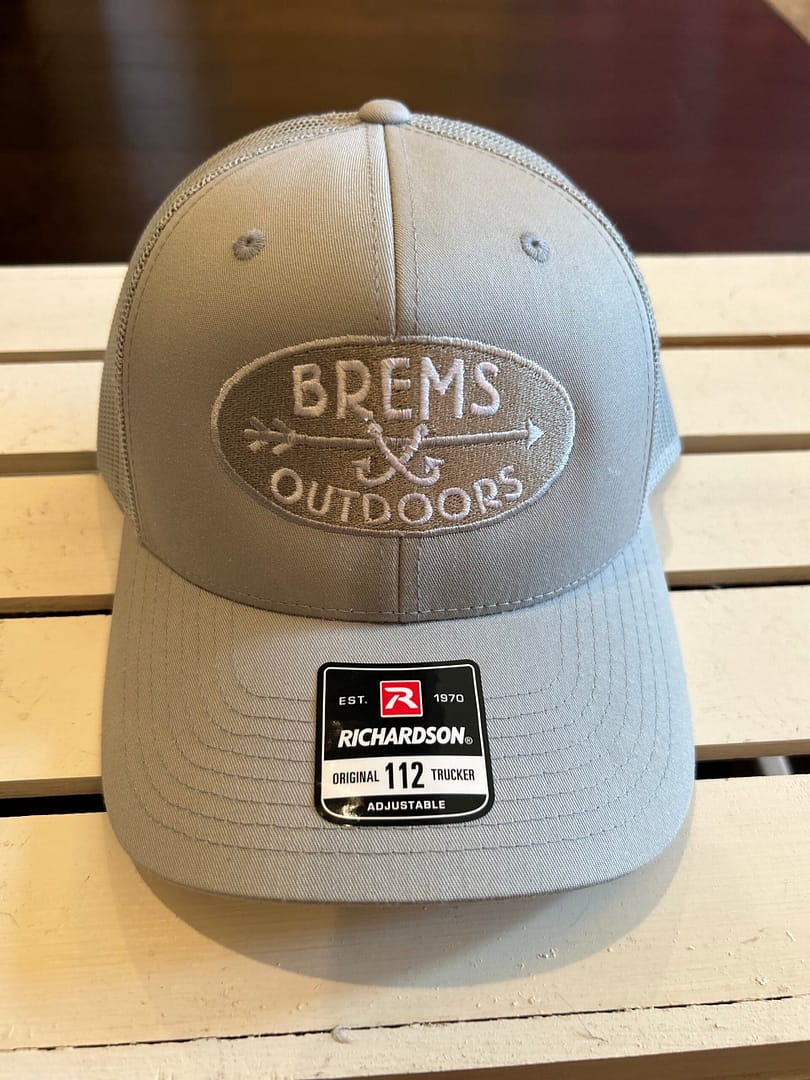 BREMS
OUTDOORS
EST. R 1970
RICHARDSON®
ORIGINAL 112 TRUCKER
ADJUSTABLE